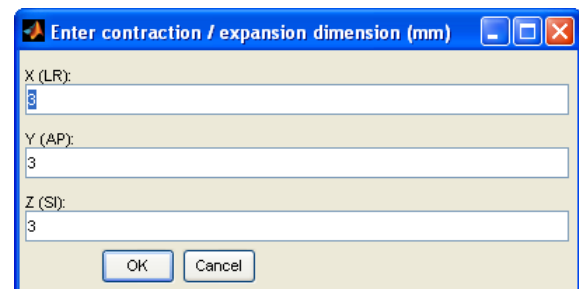 Enter contraction / expansion dimension (mm)
X (LR):
3
Y (AP):
3
Z (SI):
3
OK Cancel